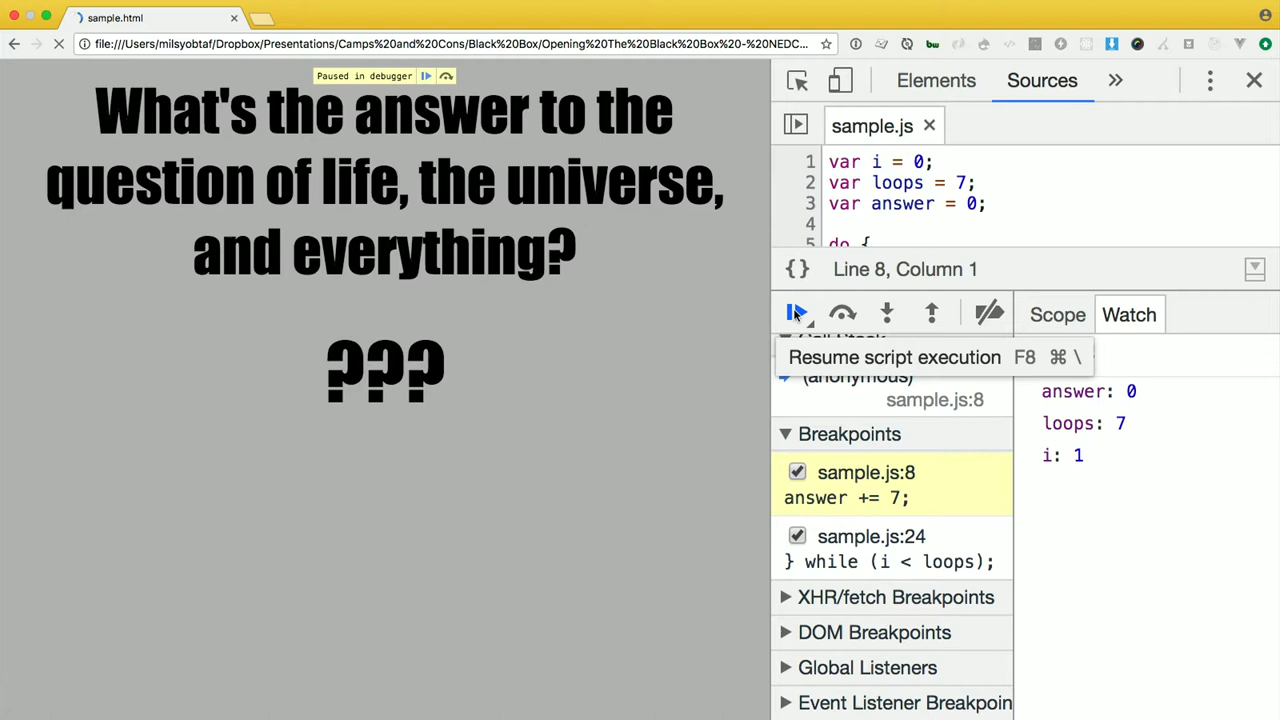 sample.html
file:///Users/milsyobtaf/Dropbox/Presentations/Camps%20and%20Cons/Black%20Box/Opening%20The%20Black%20Box%20-%20NEDC...
Paused in debugger
What's the answer to the
question of life, the universe,
and everything?
???
Elements
Sources
sample.js
1 var i = 0;
2 var loops = 7;
3 var answer = 0;
4
5 do {
{} Line 8, Column 1
Scope
Watch
Call Stack
Resume script execution F8 ⌘ \
(anonymous)
sample.js:8
Breakpoints
sample.js:8
answer += 7;
sample.js:24
} while (i < loops);
XHR/fetch Breakpoints
DOM Breakpoints
Global Listeners
Event Listener Breakpoin
answer: 0
loops: 7
i: 1